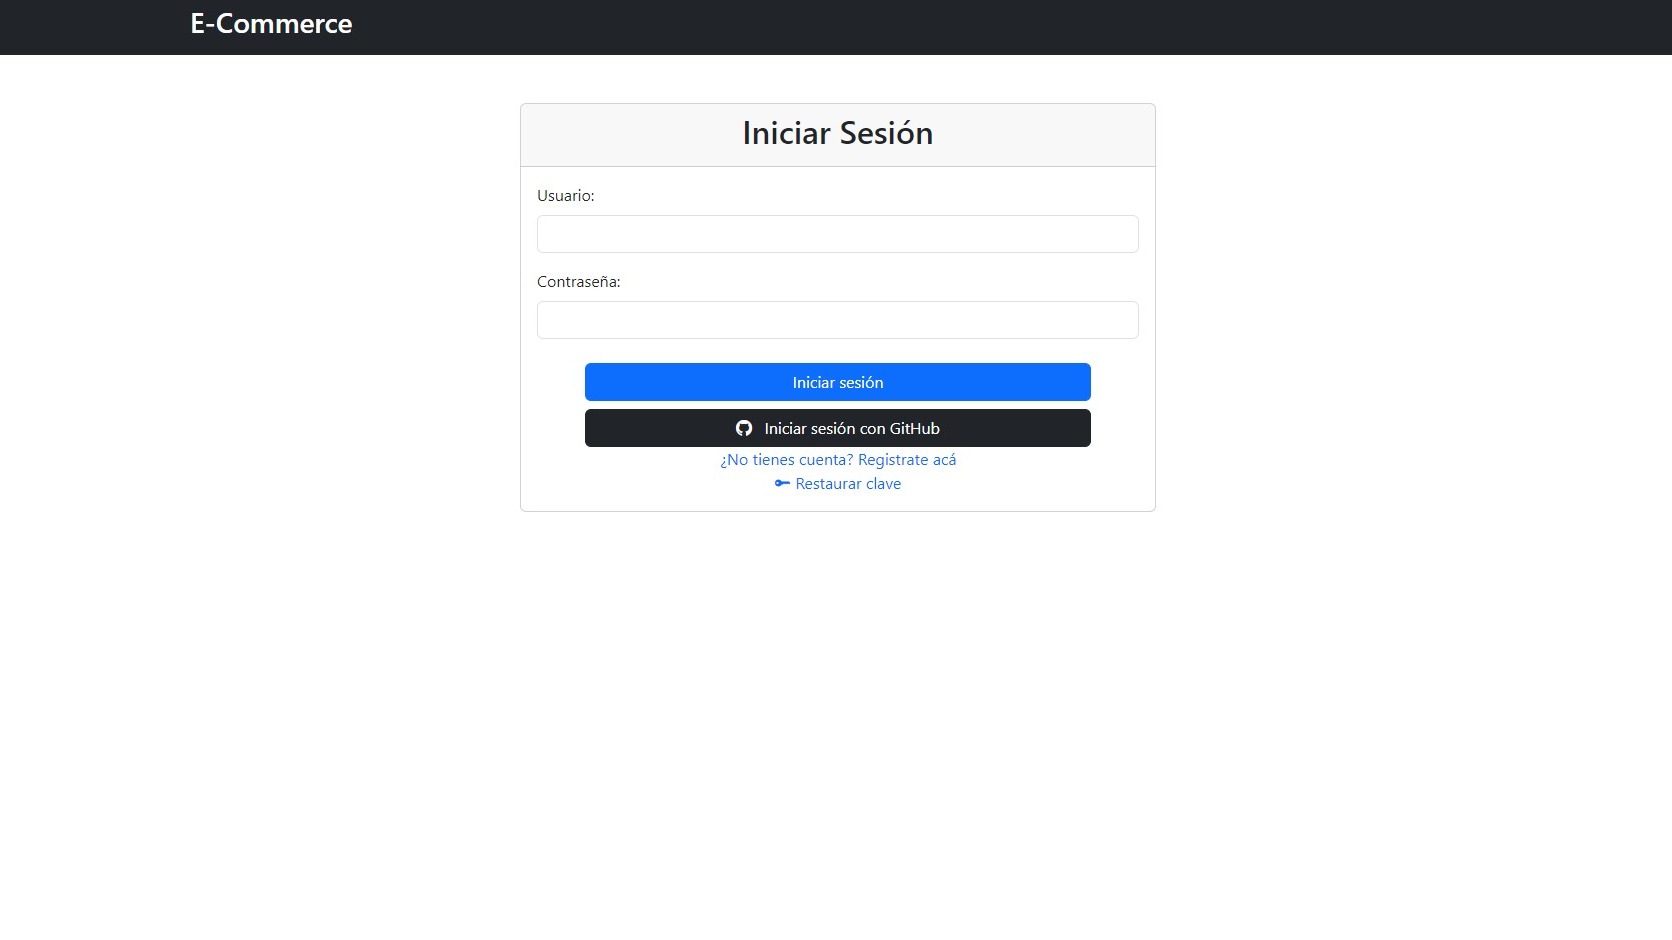 E-Commerce
Iniciar Sesión
Usuario:
Contraseña:
Iniciar sesión
Iniciar sesión con GitHub
¿No tienes cuenta? Registrate acá
Restaurar clave